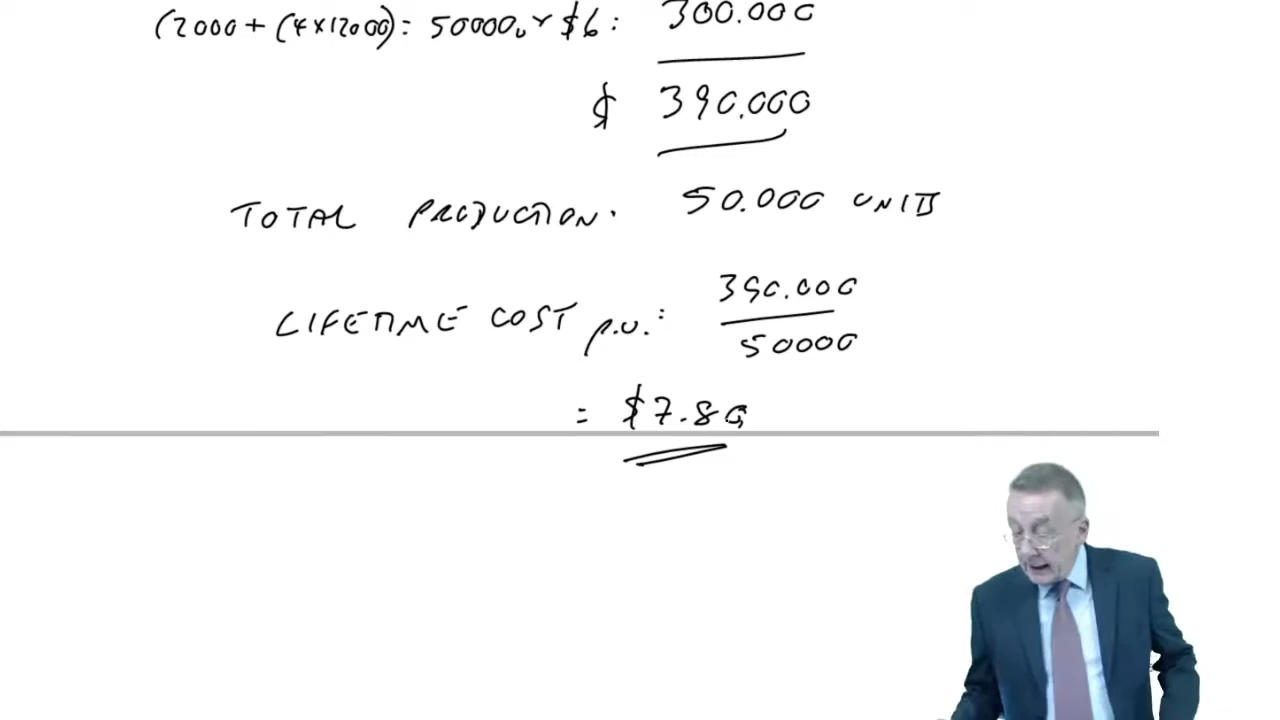 (2000 + (4×12000) = 50000u × $6: 300.000
$ 390.000
TOTAL PRODUCTION: 50.000 UNITS
LIFETIME COST p.u.: 390.000
50000
= $7.80